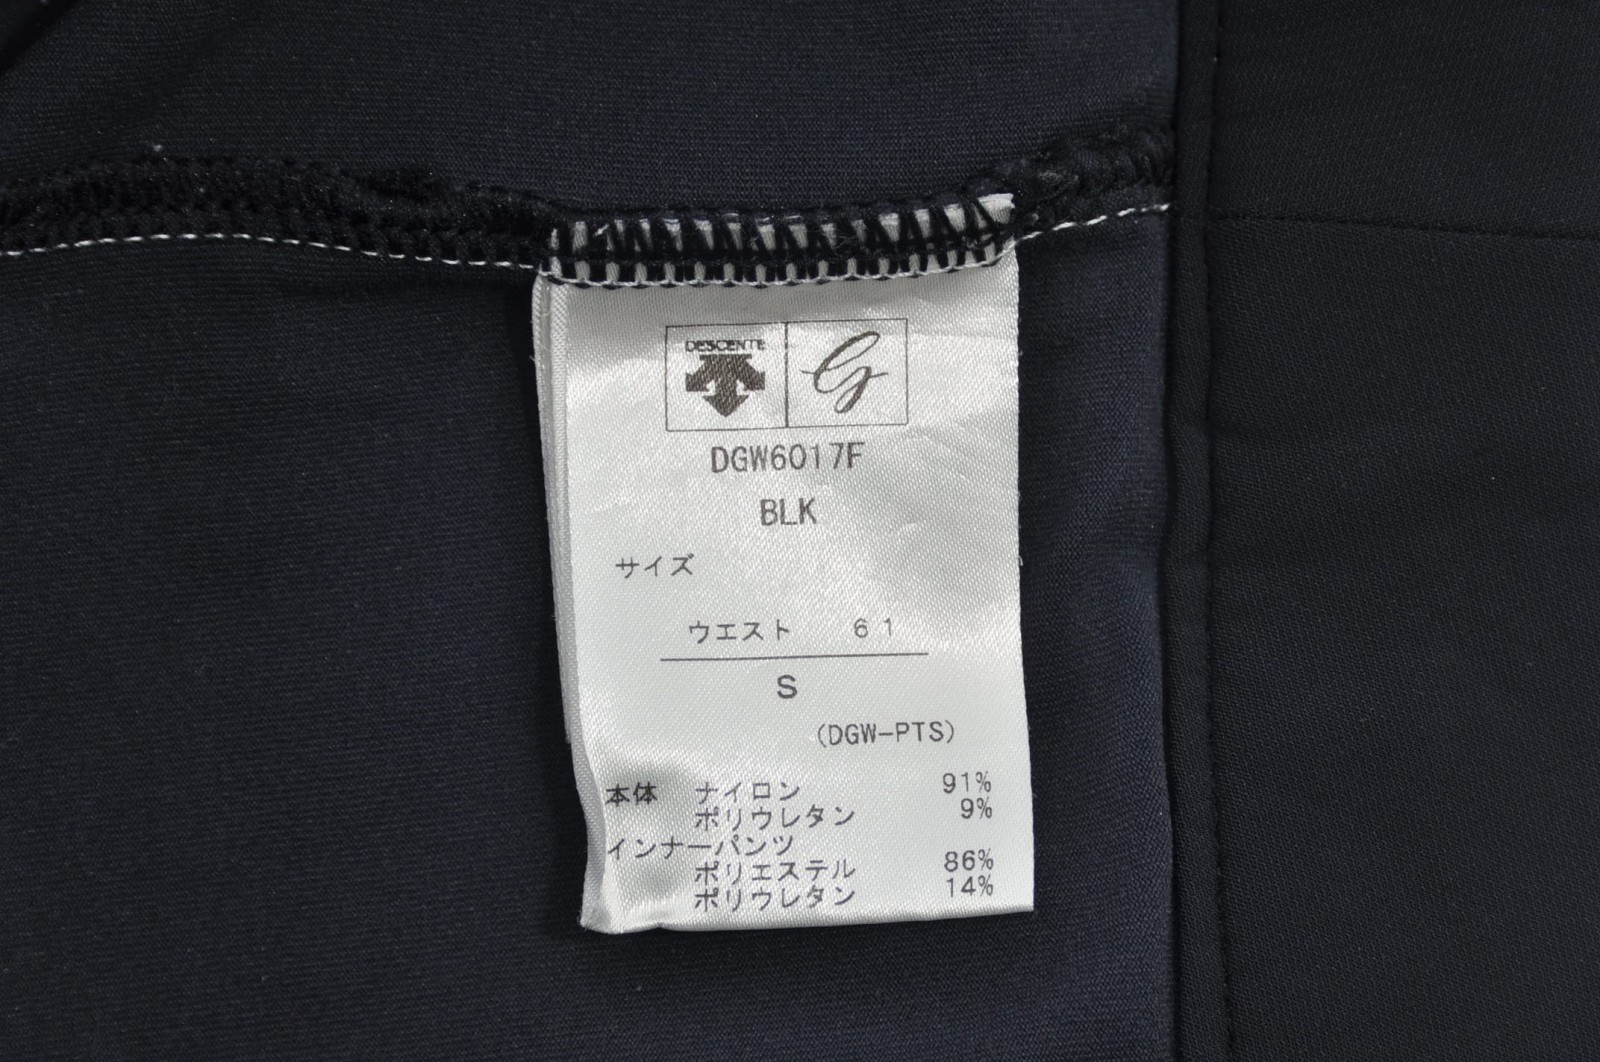 DESCENTE G
DGW6017F
BLK
サイズ
ウエスト 61
S
(DGW-PTS)
本体 ナイロン 91%
ポリウレタン 9%
インナーパンツ
ポリエステル 86%
ポリウレタン 14%